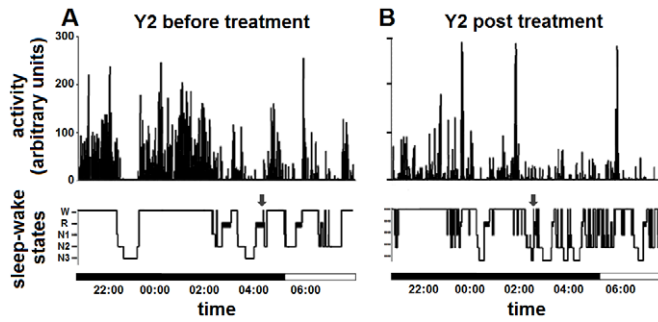 A Y2 before treatment
B Y2 post treatment
activity
(arbitrary units)
300
200
100
0
sleep-wake
states
W
R
N1
N2
N3
22:00 00:00 02:00 04:00 06:00
22:00 00:00 02:00 04:00 06:00
time
time